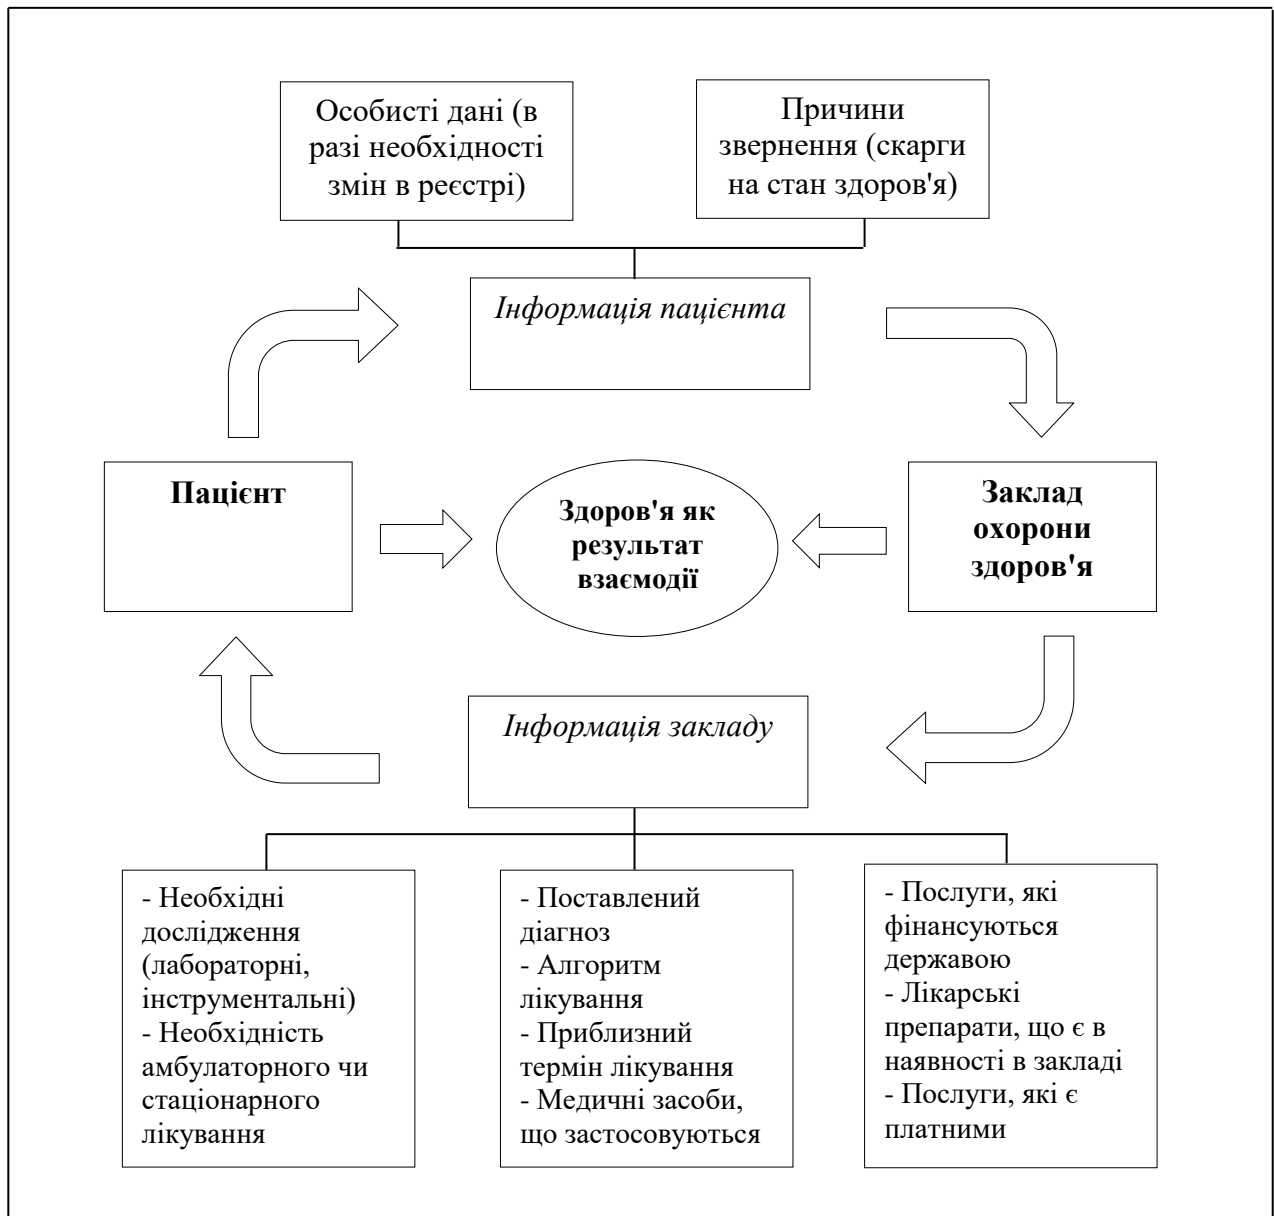 Особисті дані (в
разі необхідності
змін в реєстрі)
Причини
звернення (скарги
на стан здоров'я)
Інформація пацієнта
Пацієнт
Здоров'я як
результат
взаємодії
Заклад
охорони
здоров'я
Інформація закладу
- Необхідні
дослідження
(лабораторні,
інструментальні)
- Необхідність
амбулаторного чи
стаціонарного
лікування
- Поставлений
діагноз
- Алгоритм
лікування
- Приблизний
термін лікування
- Медичні засоби,
що застосовуються
- Послуги, які
фінансуються
державою
- Лікарські
препарати, що є в
наявності в закладі
- Послуги, які є
платними